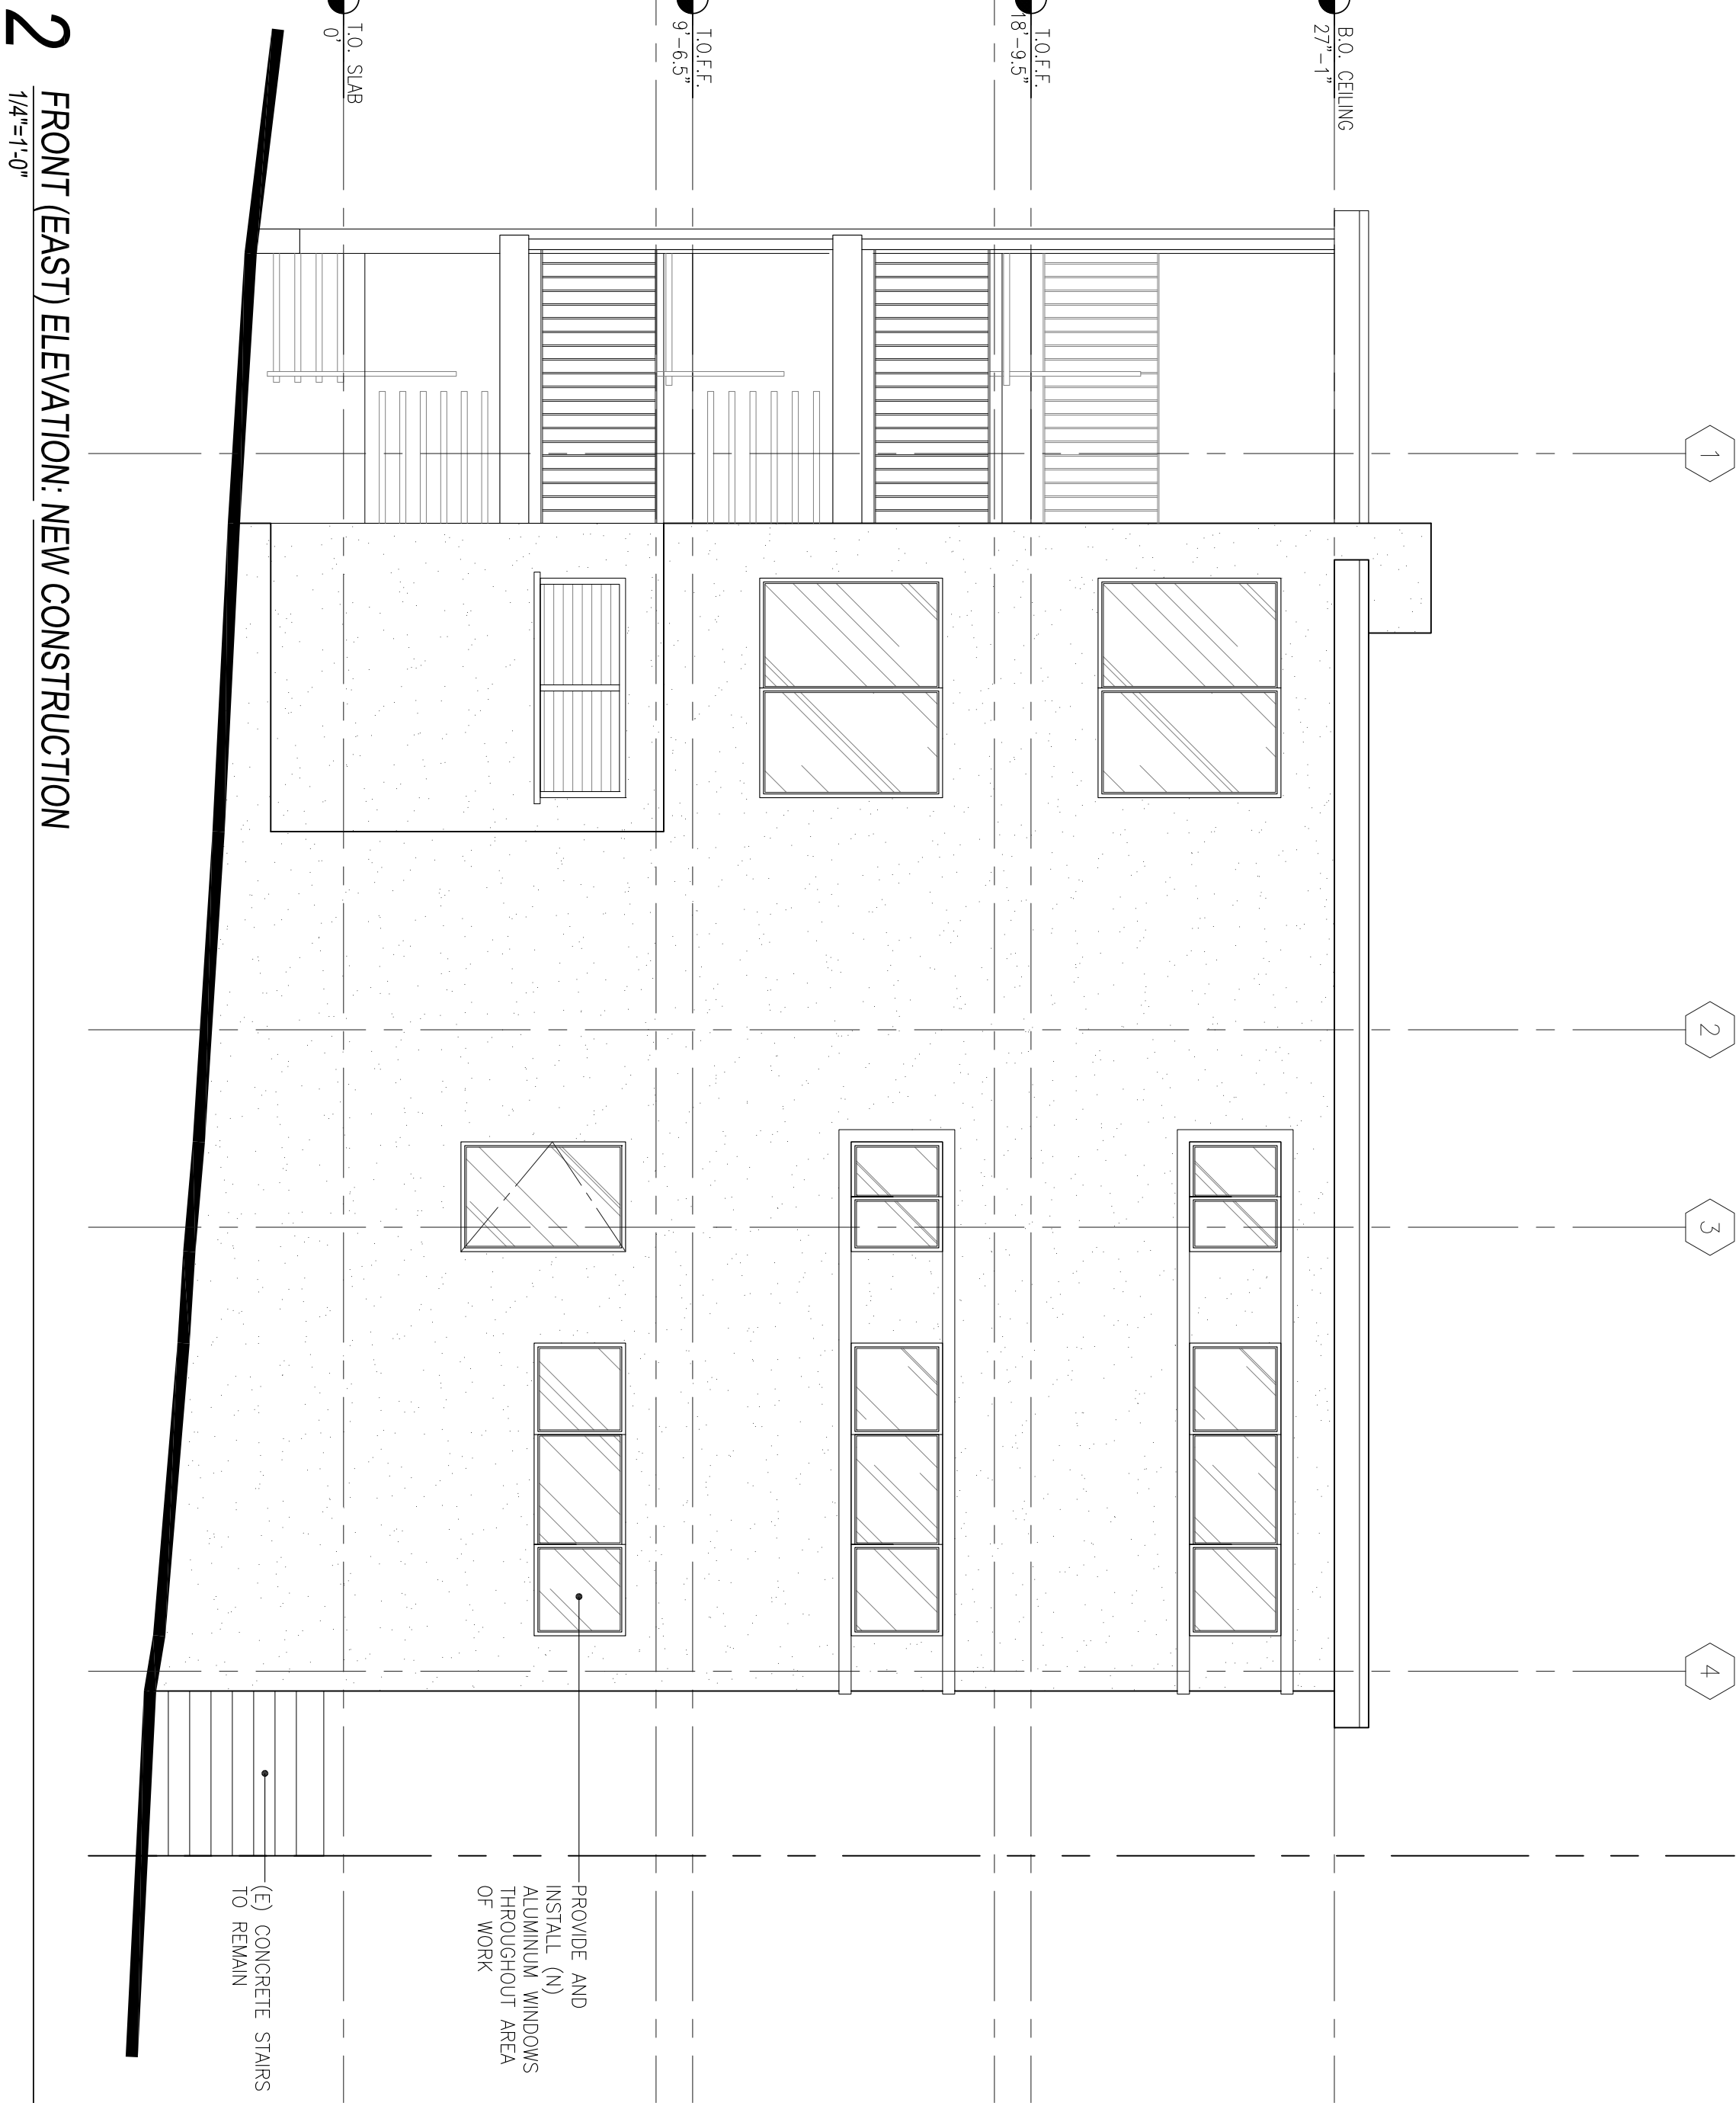 1
2
3
4
B.O. CEILING
27"-1"
T.O.F.F.
18'-9.5"
T.O.F.F.
9'-6.5"
T.O. SLAB
0'
PROVIDE AND
INSTALL (N)
ALUMINUM WINDOWS
THROUGHOUT AREA
OF WORK
(E) CONCRETE STAIRS
TO REMAIN
2 FRONT (EAST) ELEVATION: NEW CONSTRUCTION
1/4"=1'-0"